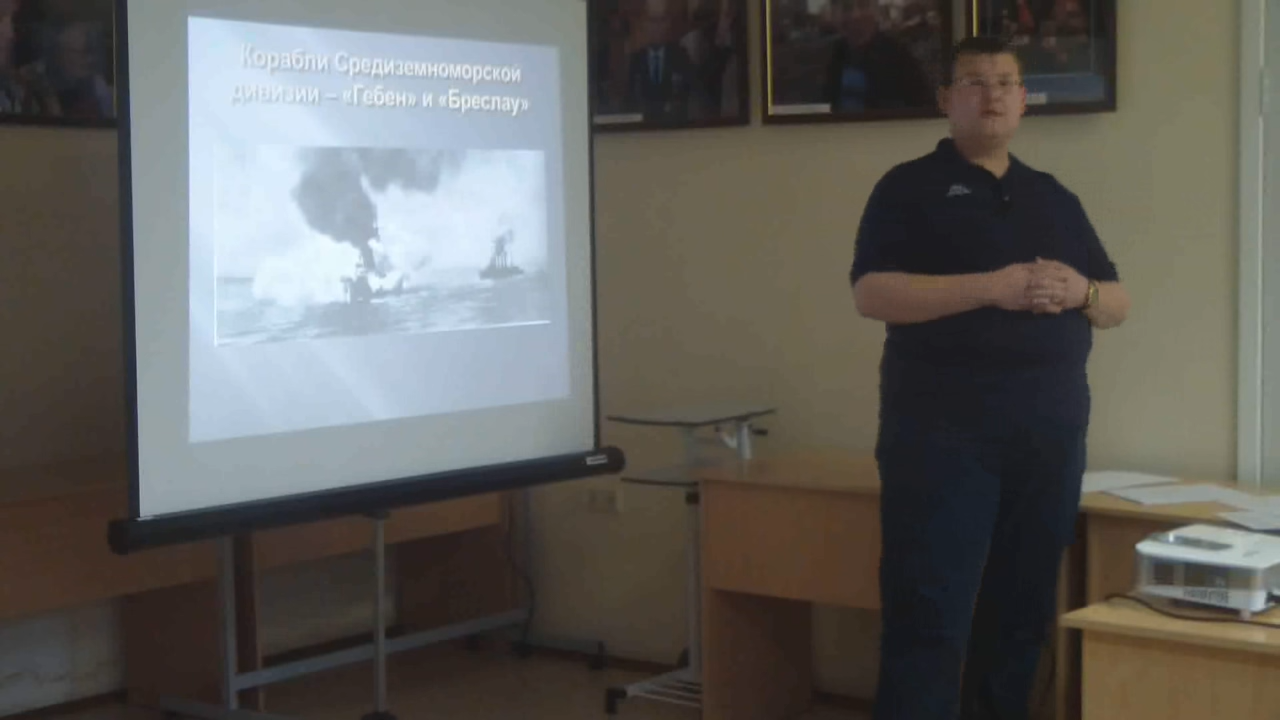 Корабли Средиземноморской
дивизии – «Гебен» и «Бреслау»